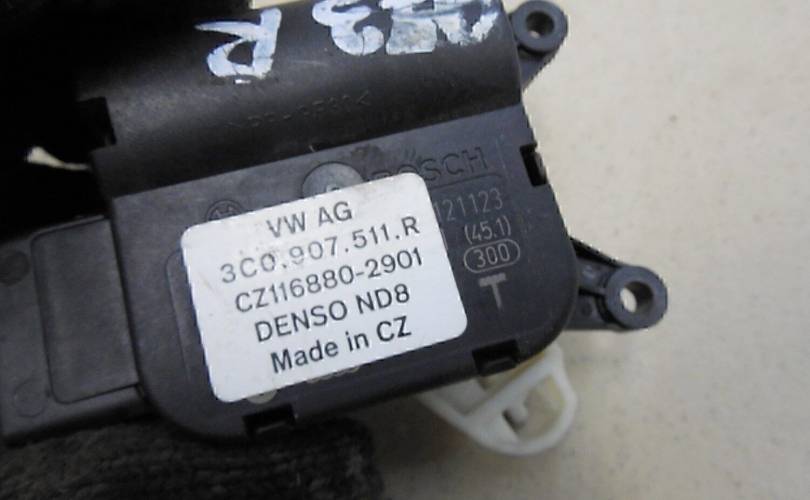 R
VW AG
3C0.907.511.R
CZ116880-2901
DENSO ND8
Made in CZ
BOSCH
121123
(45.1)
300
T